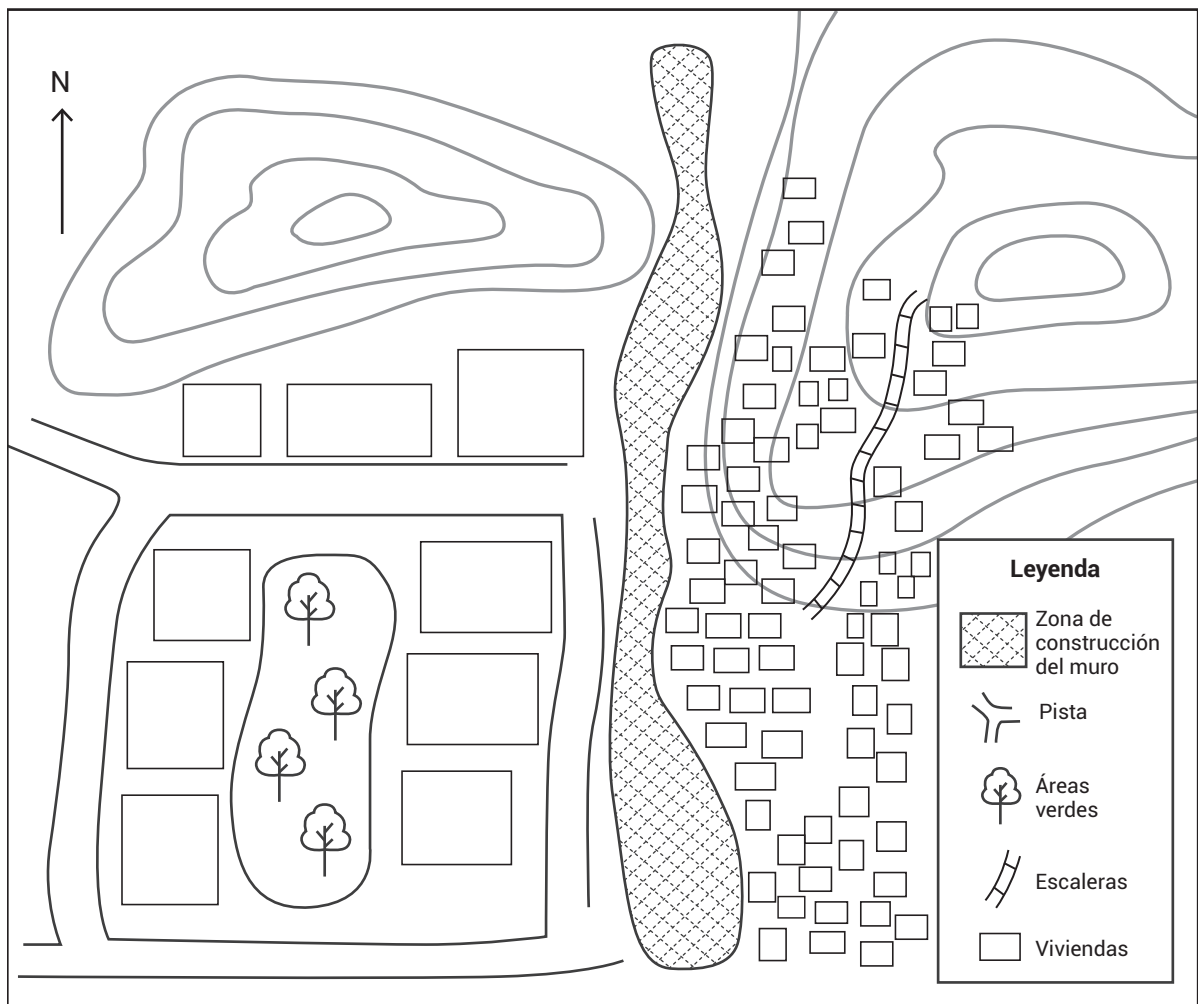 N
Leyenda
Zona de
construcción
del muro
Pista
Áreas
verdes
Escaleras
Viviendas